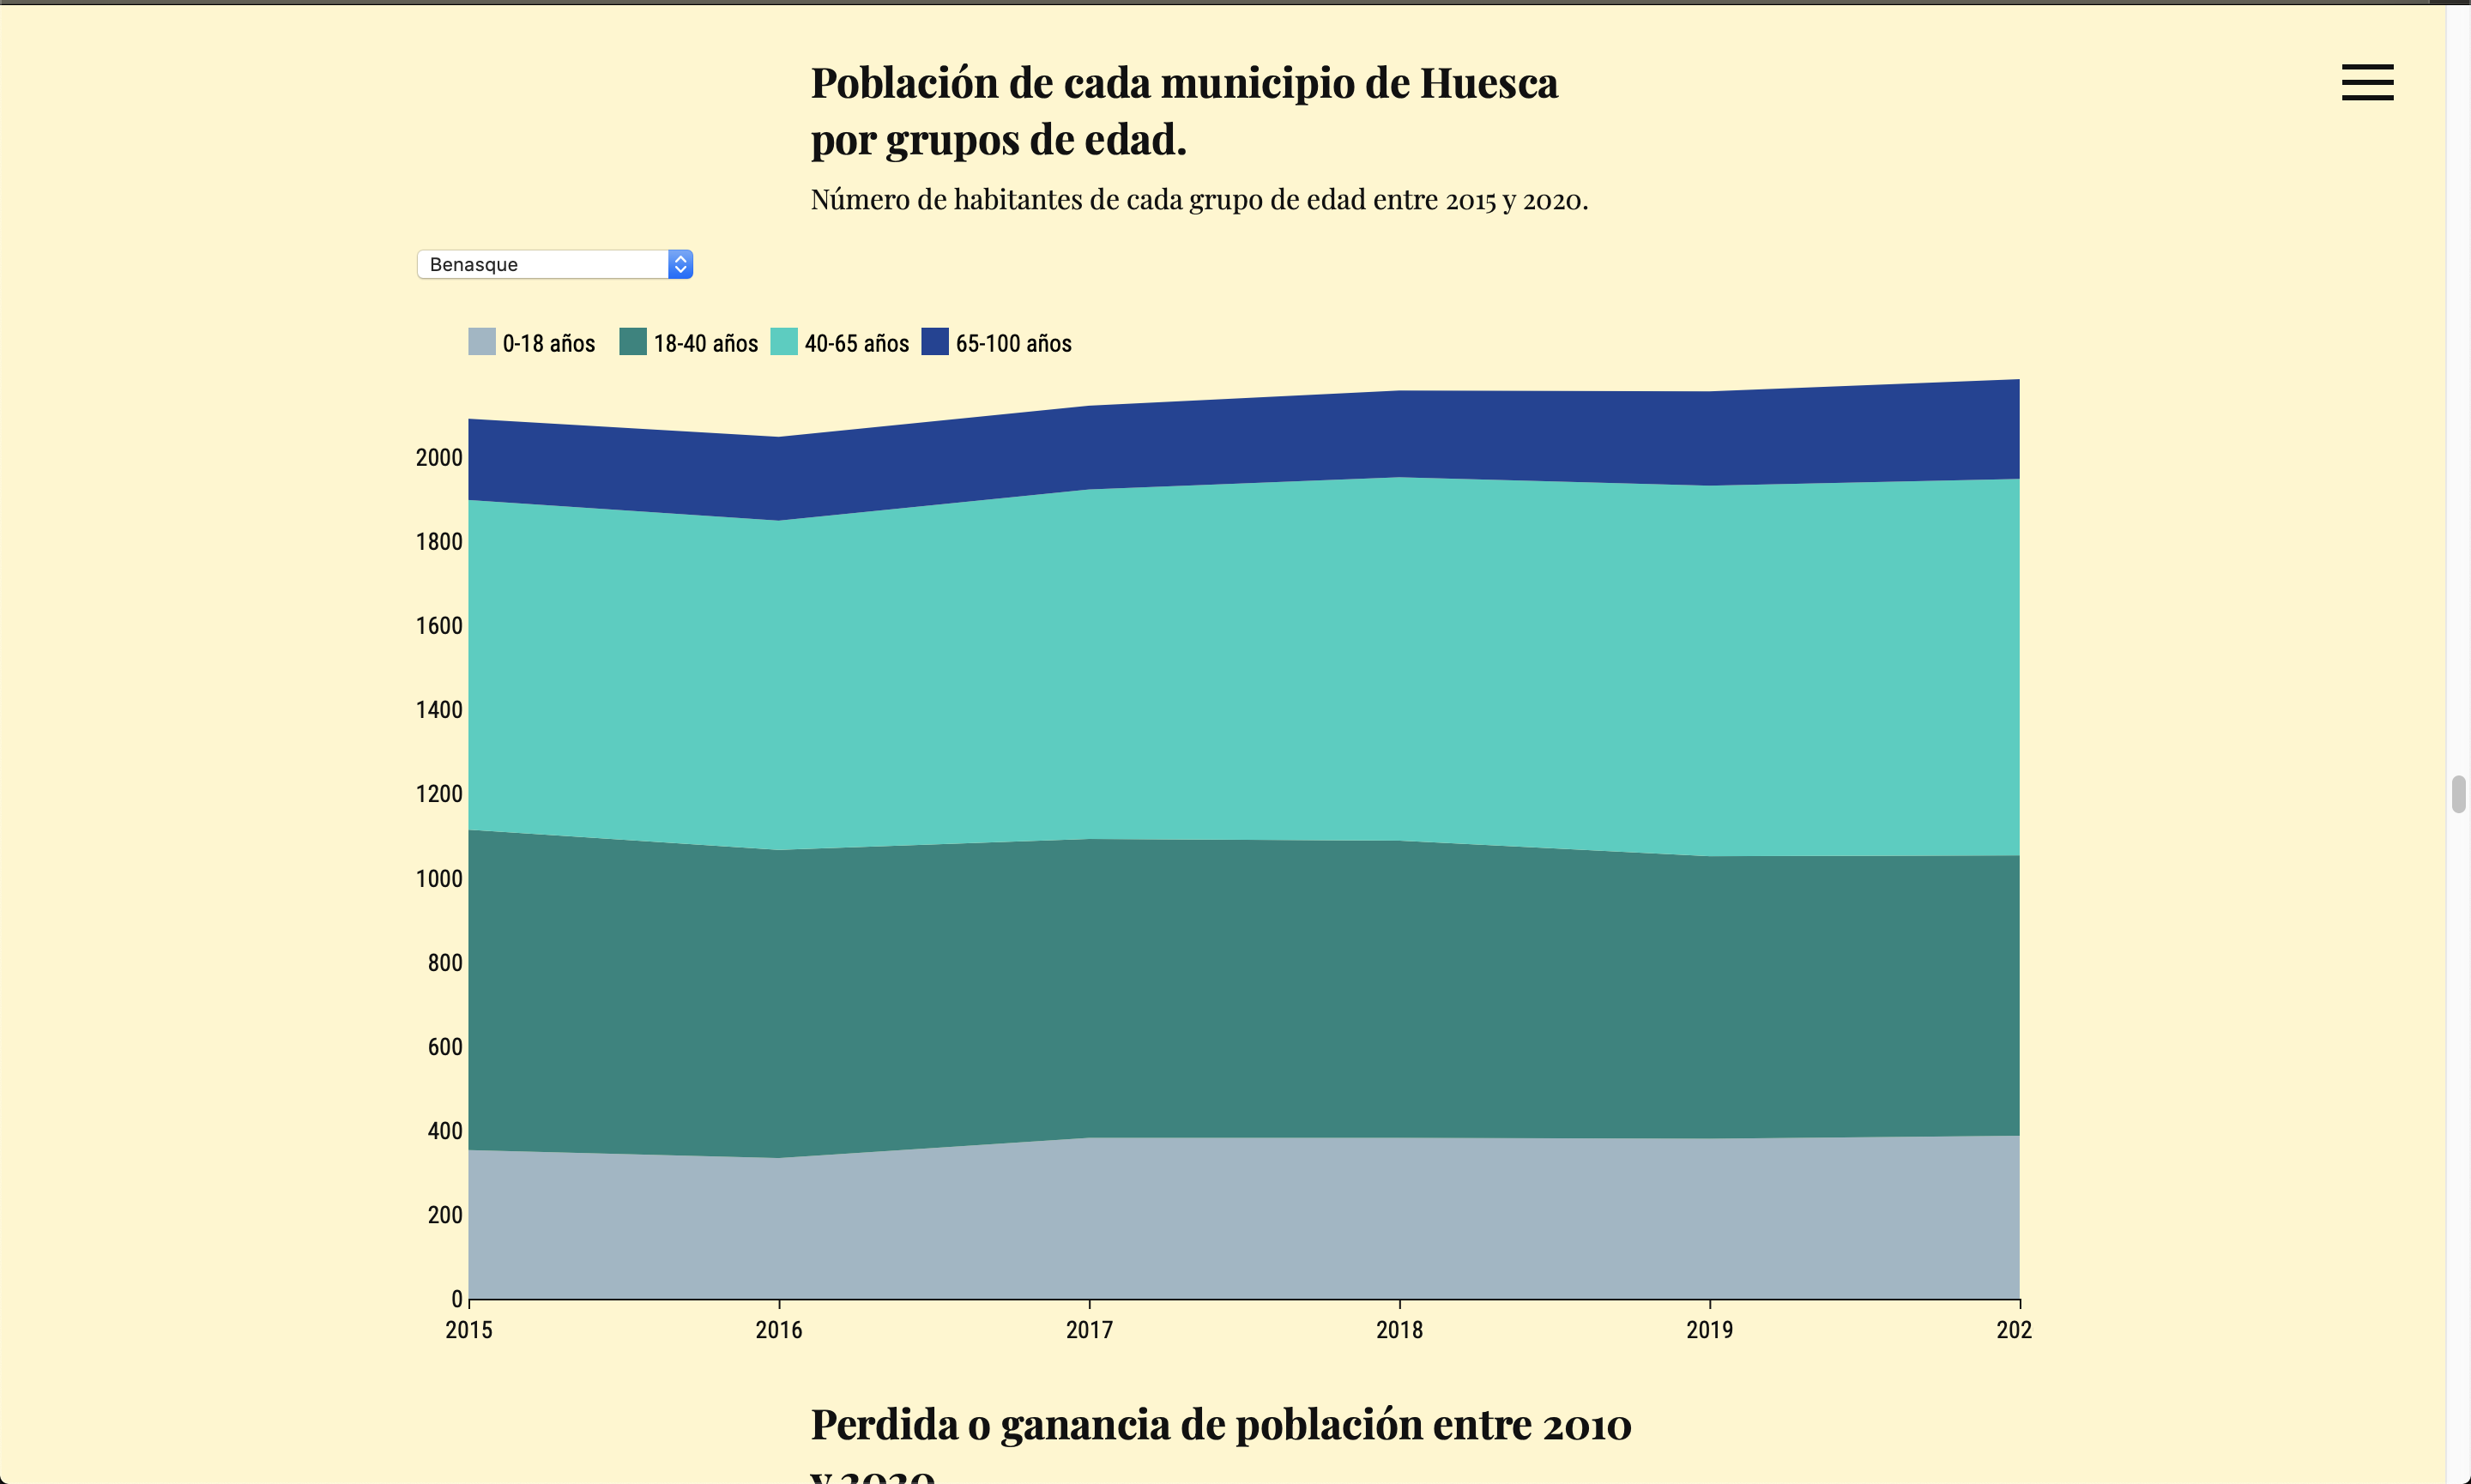 Población de cada municipio de Huesca
por grupos de edad.
Número de habitantes de cada grupo de edad entre 2015 y 2020.
Benasque
0-18 años 18-40 años 40-65 años 65-100 años
2000
1800
1600
1400
1200
1000
800
600
400
200
0
2015 2016 2017 2018 2019 202
Perdida o ganancia de población entre 2010
y 2020